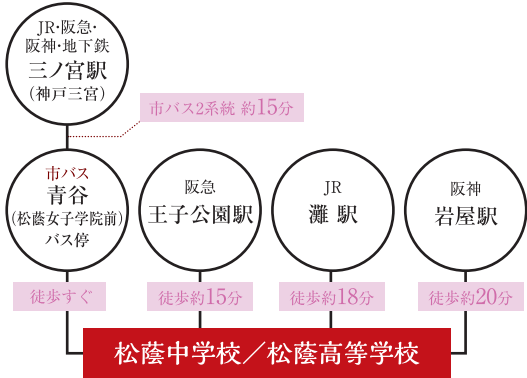 JR・阪急・
阪神・地下鉄
三ノ宮駅
(神戸三宮)
市バス2系統 約15分
市バス
青谷
(松蔭女子学院前)
バス停
阪急
王子公園駅
JR
灘 駅
阪神
岩屋駅
徒歩すぐ
徒歩約15分
徒歩約18分
徒歩約20分
松蔭中学校／松蔭高等学校